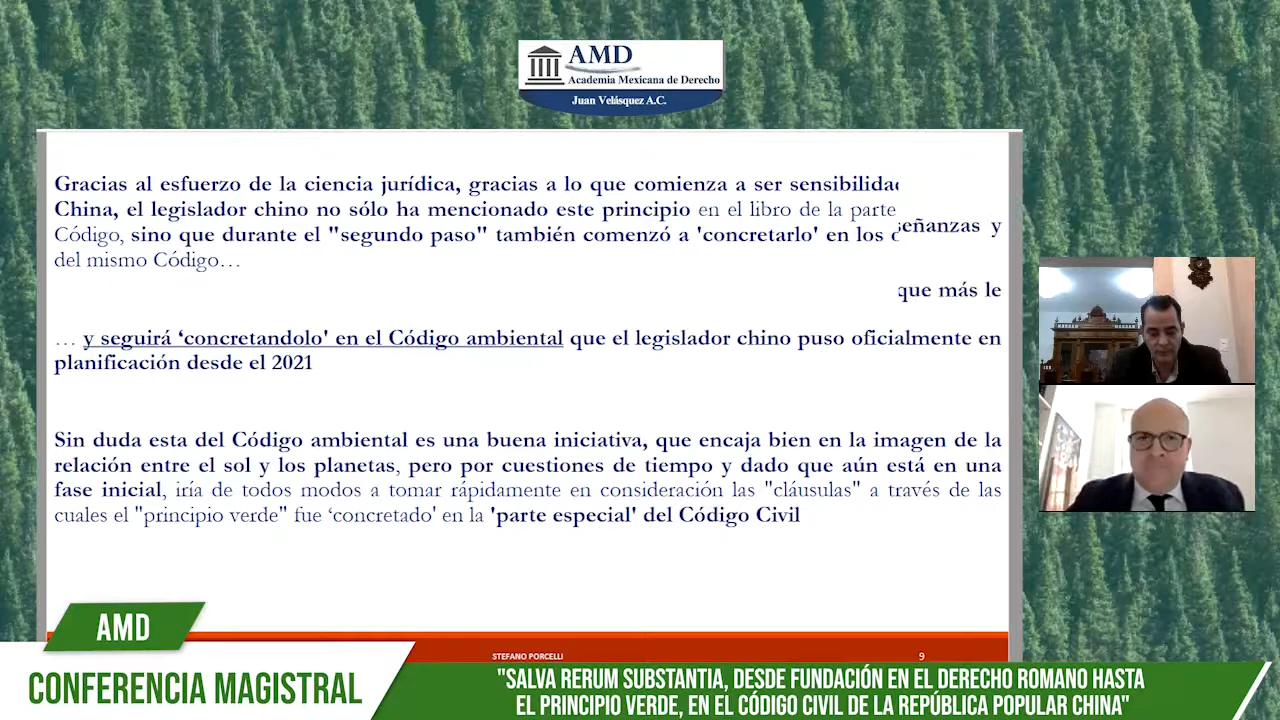 AMD
Academia Mexicana de Derecho
Juan Velásquez A.C.
Gracias al esfuerzo de la ciencia jurídica, gracias a lo que comienza a ser
China, el legislador chino no sólo ha mencionado este principio en el libro de la parte
Código, sino que durante el "segundo paso" también comenzó a 'concretarlo' en los
y
del mismo Código…
que más le
… y seguirá ‘concretandolo' en el Código ambiental que el legislador chino puso oficialmente en
planificación desde el 2021
Sin duda esta del Código ambiental es una buena iniciativa, que encaja bien en la imagen de la
relación entre el sol y los planetas, pero por cuestiones de tiempo y dado que aún está en una
fase inicial, iría de todos modos a tomar rápidamente en consideración las "cláusulas" a través de las
cuales el "principio verde" fue ‘concretado' en la 'parte especial' del Código Civil
STEFANO PORCELLI
9
AMD
CONFERENCIA MAGISTRAL
"SALVA RERUM SUBSTANTIA, DESDE FUNDACIÓN EN EL DERECHO ROMANO HASTA
EL PRINCIPIO VERDE, EN EL CÓDIGO CIVIL DE LA REPÚBLICA POPULAR CHINA"